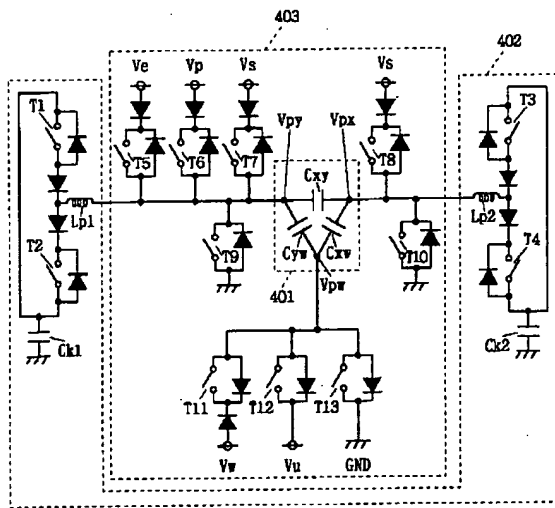 403
402
Ve
Vp
Vs
Vs
T1
T3
Vpy
Vpx
T5
T6
T7
T8
Cxy
Lp1
Lp2
T2
T9
Cyw
Cxw
T10
T4
401
Vpw
Ck1
Ck2
T11
T12
T13
Vw
Vu
GND